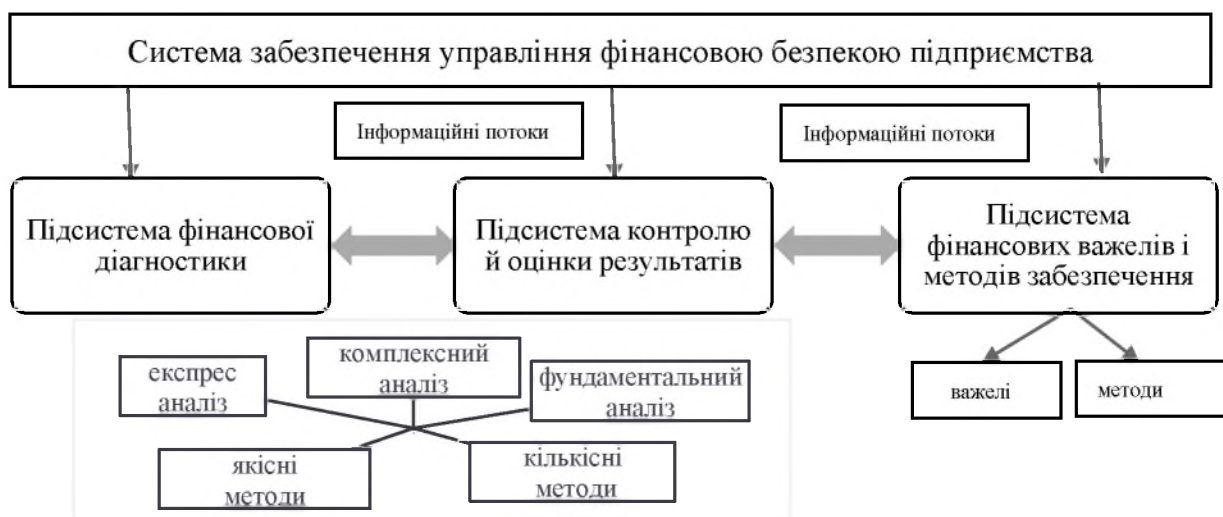 Система забезпечення управління фінансовою безпекою підприємства
Інформаційні потоки
Інформаційні потоки
Підсистема фінансової
діагностики
Підсистема контролю
й оцінки результатів
Підсистема
фінансових важелів і
методів забезпечення
експрес
аналіз
комплексний
аналіз
фундаментальний
аналіз
якісні
методи
кількісні
методи
важелі
методи